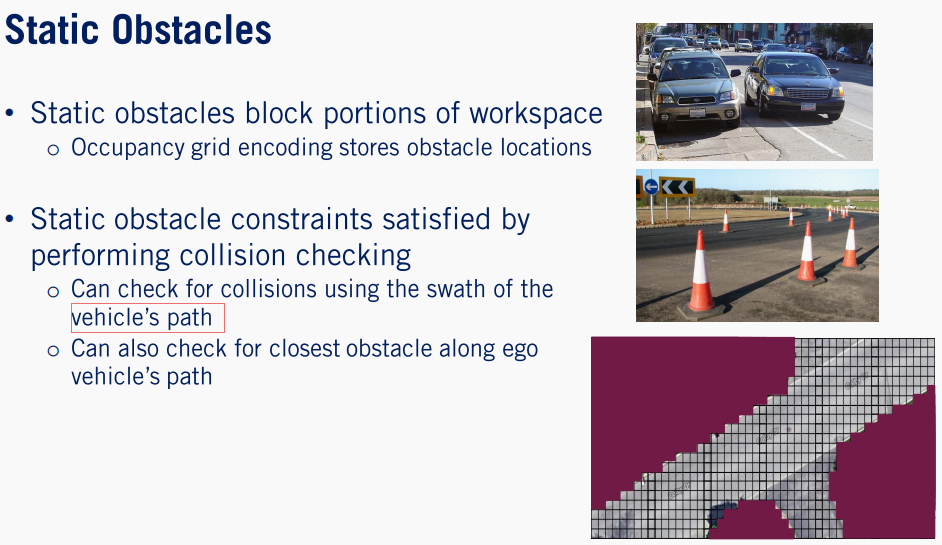 Static Obstacles
• Static obstacles block portions of workspace
o Occupancy grid encoding stores obstacle locations
• Static obstacle constraints satisfied by
performing collision checking
o Can check for collisions using the swath of the
vehicle's path
o Can also check for closest obstacle along ego
vehicle's path